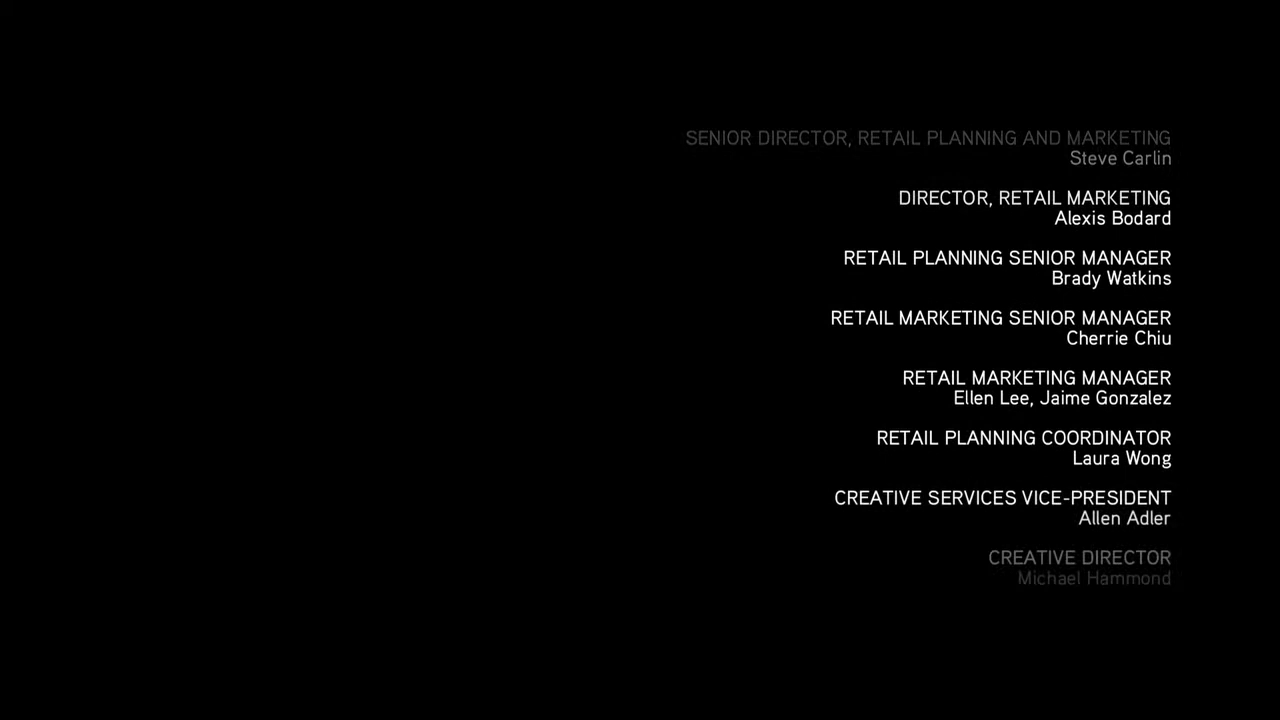 SENIOR DIRECTOR, RETAIL PLANNING AND MARKETING
Steve Carlin
DIRECTOR, RETAIL MARKETING
Alexis Bodard
RETAIL PLANNING SENIOR MANAGER
Brady Watkins
RETAIL MARKETING SENIOR MANAGER
Cherrie Chiu
RETAIL MARKETING MANAGER
Ellen Lee, Jaime Gonzalez
RETAIL PLANNING COORDINATOR
Laura Wong
CREATIVE SERVICES VICE-PRESIDENT
Allen Adler
CREATIVE DIRECTOR
Michael Hammond